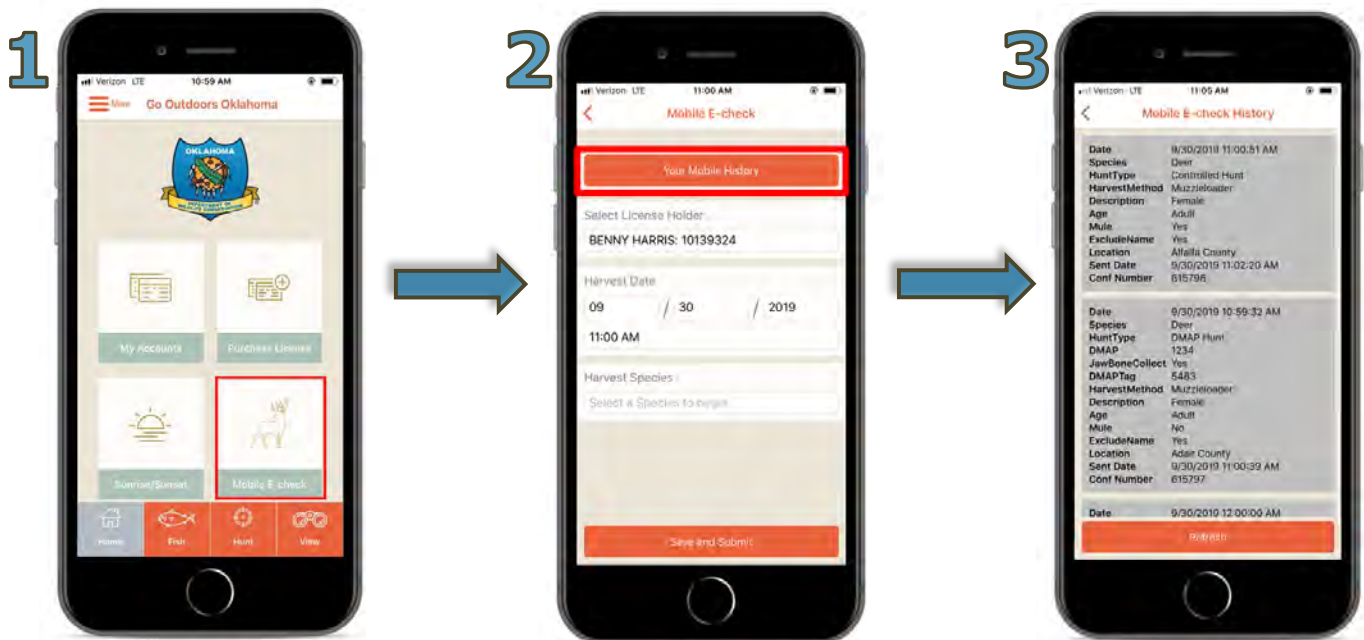 1
Verizon LTE 10:59 AM
More Go Outdoors Oklahoma
OKLAHOMA
DEPARTMENT OF
WILDLIFE CONSERVATION
My Accounts Purchase License
Sunrise/Sunset Mobile E-check
Home Fish Hunt View
2
Verizon LTE 11:00 AM
Mobile E-check
Your Mobile History
Select License Holder
BENNY HARRIS: 10139324
Harvest Date
09 / 30 / 2019
11:00 AM
Harvest Species
Select a Species to begin
Save and Submit
3
Verizon LTE 11:05 AM
Mobile E-check History
Date 9/30/2019 11:00:51 AM
Species Deer
HuntType Controlled Hunt
HarvestMethod Muzzleloader
Description Female
Age Adult
Mule Yes
ExcludeName Yes
Location Alfalfa County
Sent Date 9/30/2019 11:02:20 AM
Conf Number 615796
Date 9/30/2019 10:59:32 AM
Species Deer
HuntType DMAP Hunt
DMAP 1234
JawBoneCollect Yes
DMAPTag 5483
HarvestMethod Muzzleloader
Description Female
Age Adult
Mule No
ExcludeName Yes
Location Adair County
Sent Date 9/30/2019 11:00:39 AM
Conf Number 615797
Date 9/30/2019 12:00:00 AM
Refresh